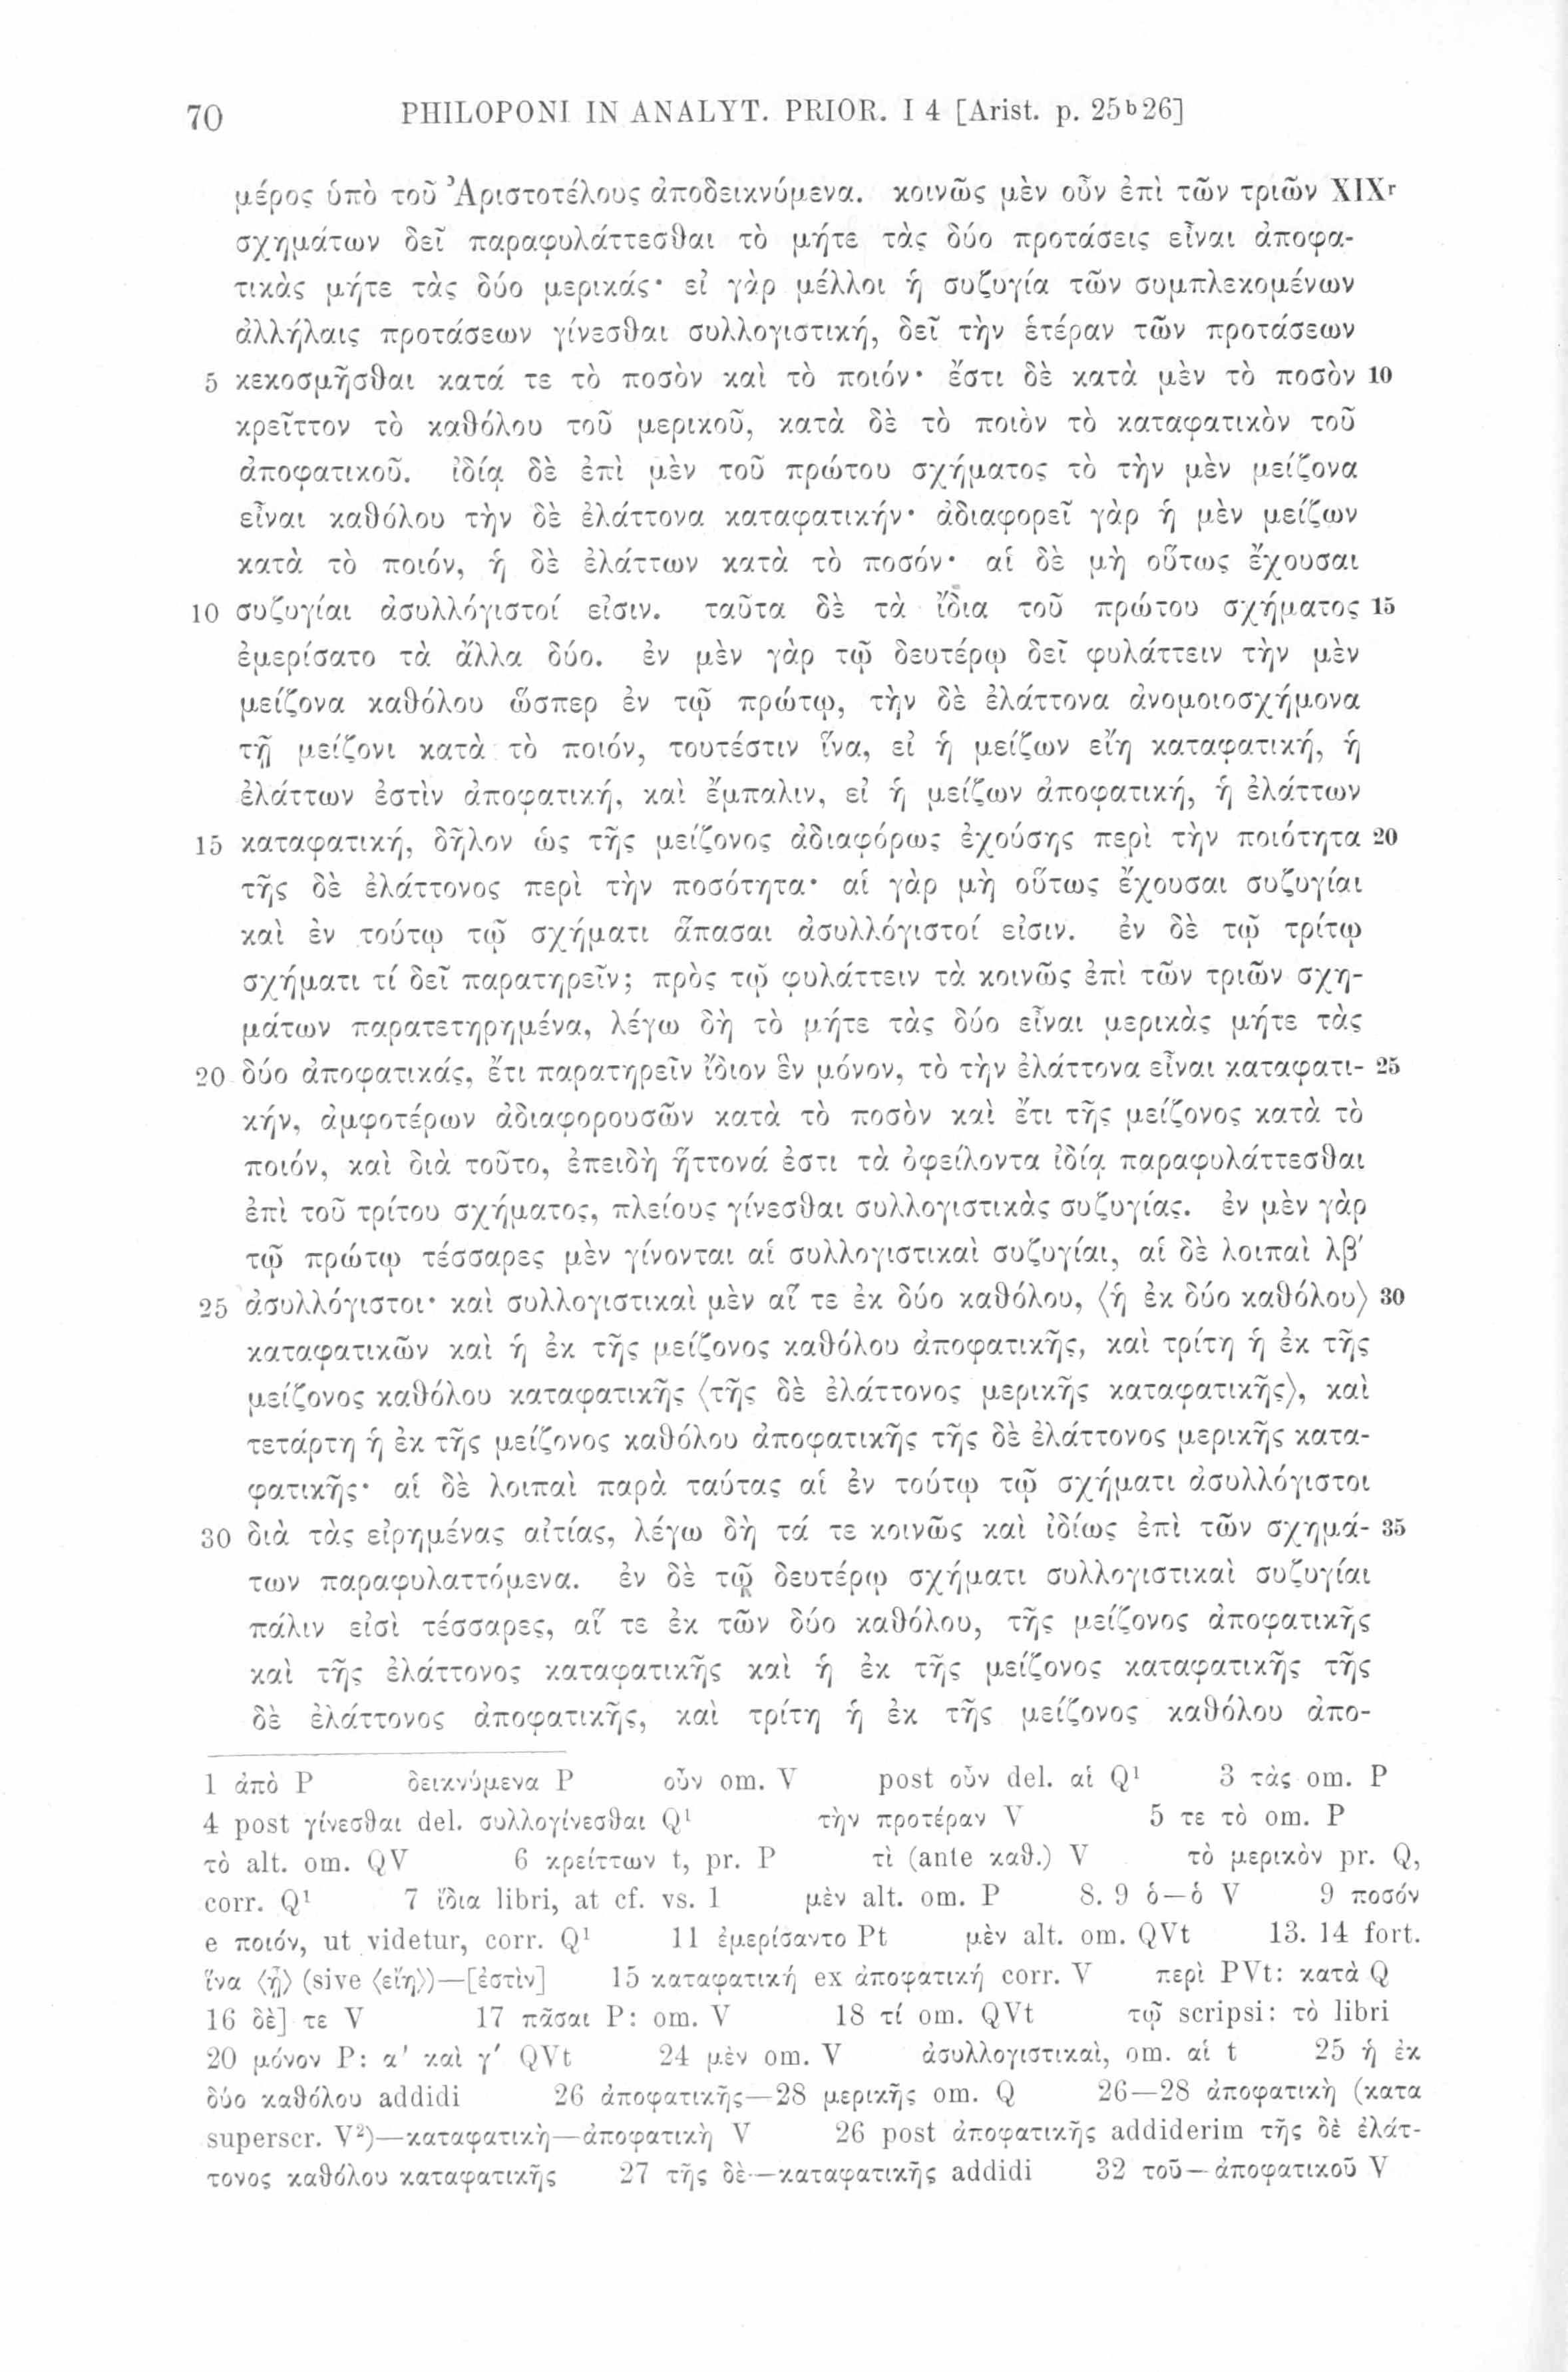 70 PHILOPONI IN ANALYT. PRIOR. I 4 [Arist. p. 25ᵇ26]
μέρος ὑπὸ τοῦ Ἀριστοτέλους ἀποδεικνύμενα. κοινῶς μὲν οὖν ἐπὶ τῶν τριῶν XIXʳ
σχημάτων δεῖ παραφυλάττεσθαι τὸ μήτε τὰς δύο προτάσεις εἶναι ἀποφα-
τικὰς μήτε τὰς δύο μερικάς· εἰ γὰρ μέλλοι ἡ συζυγία τῶν συμπλεκομένων
ἀλλήλαις προτάσεων γίνεσθαι συλλογιστική, δεῖ τὴν ἑτέραν τῶν προτάσεων
5 κεκοσμῆσθαι κατά τε τὸ ποσὸν καὶ τὸ ποιόν· ἔστι δὲ κατὰ μὲν τὸ ποσὸν 10
κρεῖττον τὸ καθόλου τοῦ μερικοῦ, κατὰ δὲ τὸ ποιὸν τὸ καταφατικὸν τοῦ
ἀποφατικοῦ. ἰδίᾳ δὲ ἐπὶ μὲν τοῦ πρώτου σχήματος τὸ τὴν μὲν μείζονα
εἶναι καθόλου τὴν δὲ ἐλάττονα καταφατικήν· ἀδιαφορεῖ γὰρ ἡ μὲν μείζων
κατὰ τὸ ποιόν, ἡ δὲ ἐλάττων κατὰ τὸ ποσόν· αἱ δὲ μὴ οὕτως ἔχουσαι
10 συζυγίαι ἀσυλλόγιστοί εἰσιν. ταῦτα δὲ τὰ ἴδια τοῦ πρώτου σχήματος 15
ἐμερίσατο τὰ ἄλλα δύο. ἐν μὲν γὰρ τῷ δευτέρῳ δεῖ φυλάττειν τὴν μὲν
μείζονα καθόλου ὥσπερ ἐν τῷ πρώτῳ, τὴν δὲ ἐλάττονα ἀνομοιοσχήμονα
τῇ μείζονι κατὰ τὸ ποιόν, τουτέστιν ἵνα, εἰ ἡ μείζων εἴη καταφατική, ἡ
ἐλάττων ἐστὶν ἀποφατική, καὶ ἔμπαλιν, εἰ ἡ μείζων ἀποφατική, ἡ ἐλάττων
15 καταφατική, δῆλον ὡς τῆς μείζονος ἀδιαφόρως ἐχούσης περὶ τὴν ποιότητα 20
τῆς δὲ ἐλάττονος περὶ τὴν ποσότητα· αἱ γὰρ μὴ οὕτως ἔχουσαι συζυγίαι
καὶ ἐν τούτῳ τῷ σχήματι ἅπασαι ἀσυλλόγιστοί εἰσιν. ἐν δὲ τῷ τρίτῳ
σχήματι τί δεῖ παρατηρεῖν; πρὸς τῷ φυλάττειν τὰ κοινῶς ἐπὶ τῶν τριῶν σχη-
μάτων παρατετηρημένα, λέγω δὴ τὸ μήτε τὰς δύο εἶναι μερικὰς μήτε τὰς
20 δύο ἀποφατικάς, ἔτι παρατηρεῖν ἴδιον ἓν μόνον, τὸ τὴν ἐλάττονα εἶναι καταφατι- 25
κήν, ἀμφοτέρων ἀδιαφορουσῶν κατὰ τὸ ποσὸν καὶ ἔτι τῆς μείζονος κατὰ τὸ
ποιόν, καὶ διὰ τοῦτο, ἐπειδὴ ἥττονά ἐστι τὰ ὀφείλοντα ἰδίᾳ παραφυλάττεσθαι
ἐπὶ τοῦ τρίτου σχήματος, πλείους γίνεσθαι συλλογιστικὰς συζυγίας. ἐν μὲν γὰρ
τῷ πρώτῳ τέσσαρες μὲν γίνονται αἱ συλλογιστικαὶ συζυγίαι, αἱ δὲ λοιπαὶ λβʹ
25 ἀσυλλόγιστοι· καὶ συλλογιστικαὶ μὲν αἵ τε ἐκ δύο καθόλου, ⟨ἡ ἐκ δύο καθόλου⟩ 30
καταφατικῶν καὶ ἡ ἐκ τῆς μείζονος καθόλου ἀποφατικῆς, καὶ τρίτη ἡ ἐκ τῆς
μείζονος καθόλου καταφατικῆς ⟨τῆς δὲ ἐλάττονος μερικῆς καταφατικῆς⟩, καὶ
τετάρτη ἡ ἐκ τῆς μείζονος καθόλου ἀποφατικῆς τῆς δὲ ἐλάττονος μερικῆς κατα-
φατικῆς· αἱ δὲ λοιπαὶ παρὰ ταύτας αἱ ἐν τούτῳ τῷ σχήματι ἀσυλλόγιστοι
30 διὰ τὰς εἰρημένας αἰτίας, λέγω δὴ τά τε κοινῶς καὶ ἰδίως ἐπὶ τῶν σχημά- 35
των παραφυλαττόμενα. ἐν δὲ τῷ δευτέρῳ σχήματι συλλογιστικαὶ συζυγίαι
πάλιν εἰσὶ τέσσαρες, αἵ τε ἐκ τῶν δύο καθόλου, τῆς μείζονος ἀποφατικῆς
καὶ τῆς ἐλάττονος καταφατικῆς καὶ ἡ ἐκ τῆς μείζονος καταφατικῆς τῆς
δὲ ἐλάττονος ἀποφατικῆς, καὶ τρίτη ἡ ἐκ τῆς μείζονος καθόλου ἀπο-
1 ἀπὸ P δεικνύμενα P οὖν om. V post οὖν del. αἱ Q¹ 3 τὰς om. P
4 post γίνεσθαι del. συλλογίνεσθαι Q¹ τὴν προτέραν V 5 τε τὸ om. P
τὸ alt. om. QV 6 κρείττων t, pr. P τὶ (ante καθ.) V τὸ μερικὸν pr. Q,
corr. Q¹ 7 ἴδια libri, at cf. vs. 1 μὲν alt. om. P 8. 9 ὁ—ὁ V 9 ποσόν
e ποιόν, ut videtur, corr. Q¹ 11 ἐμερίσαντο Pt μὲν alt. om. QVt 13. 14 fort.
ἵνα ⟨ᾖ⟩ (sive ⟨εἴη⟩)—[ἐστὶν] 15 καταφατική ex ἀποφατική corr. V περὶ PVt: κατὰ Q
16 δὲ] τε V 17 πᾶσαι P: om. V 18 τί om. QVt τῷ scripsi: τὸ libri
20 μόνον P: αʹ καὶ γʹ QVt 24 μὲν om. V ἀσυλλογιστικαὶ, om. αἱ t 25 ἡ ἐκ
δύο καθόλου addidi 26 ἀποφατικῆς—28 μερικῆς om. Q 26—28 ἀποφατικὴ (κατα
superscr. V²)—καταφατικὴ—ἀποφατικὴ V 26 post ἀποφατικῆς addiderim τῆς δὲ ἐλάτ-
τονος καθόλου καταφατικῆς 27 τῆς δὲ—καταφατικῆς addidi 32 τοῦ—ἀποφατικοῦ V